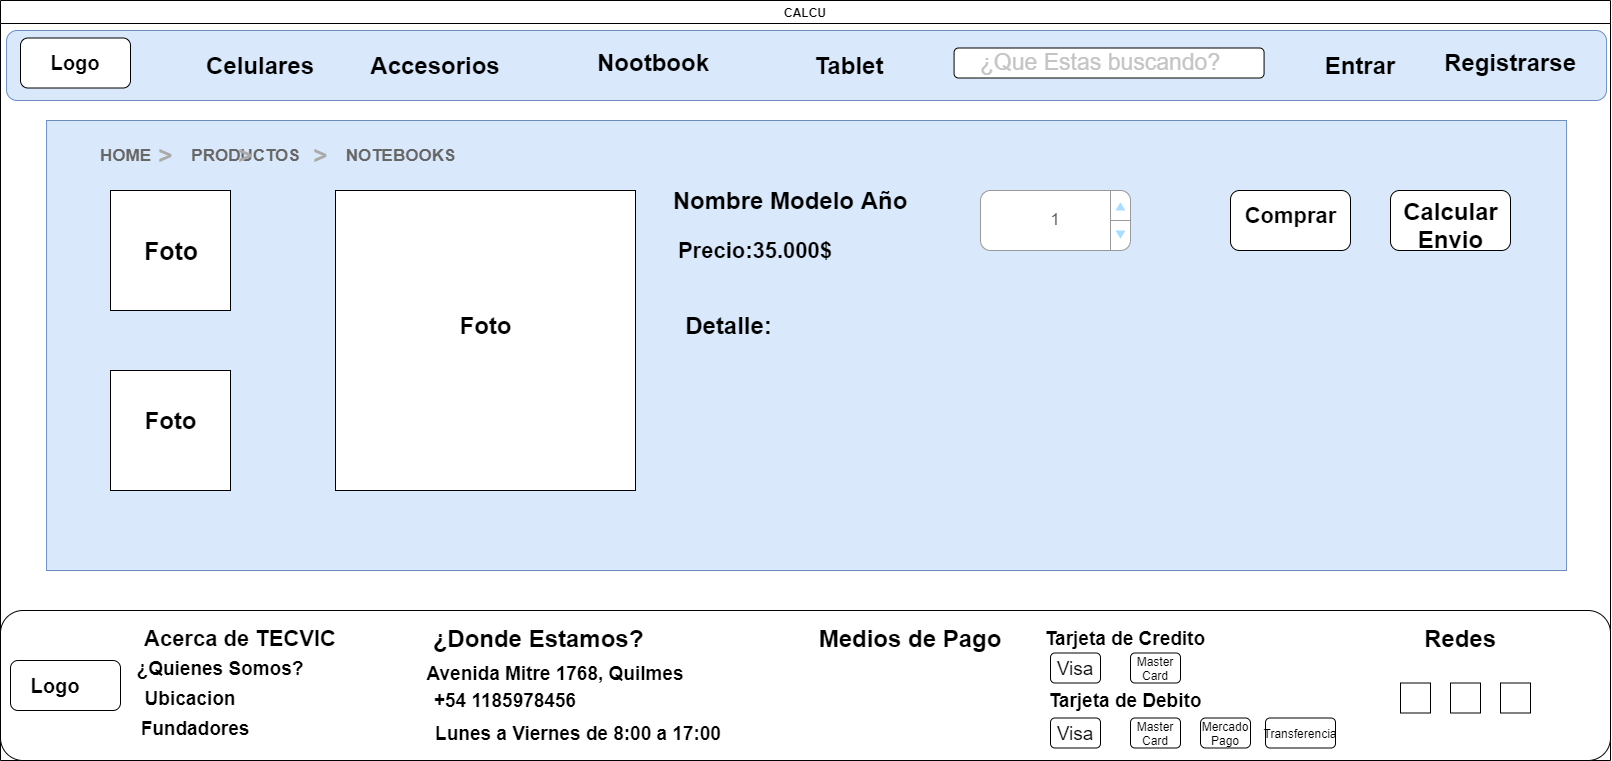 CALCU
Logo
Celulares
Accesorios
Nootbook
Tablet
¿Que Estas buscando?
Entrar
Registrarse
HOME > PRODUCTOS > NOTEBOOKS
Foto
Foto
Foto
Nombre Modelo Año
Precio:35.000$
Detalle:
1
Comprar
Calcular
Envio
Logo
Acerca de TECVIC
¿Quienes Somos?
Ubicacion
Fundadores
¿Donde Estamos?
Avenida Mitre 1768, Quilmes
+54 1185978456
Lunes a Viernes de 8:00 a 17:00
Medios de Pago
Tarjeta de Credito
Visa
Master
Card
Tarjeta de Debito
Visa
Master
Card
Mercado
Pago
Transferencia
Redes